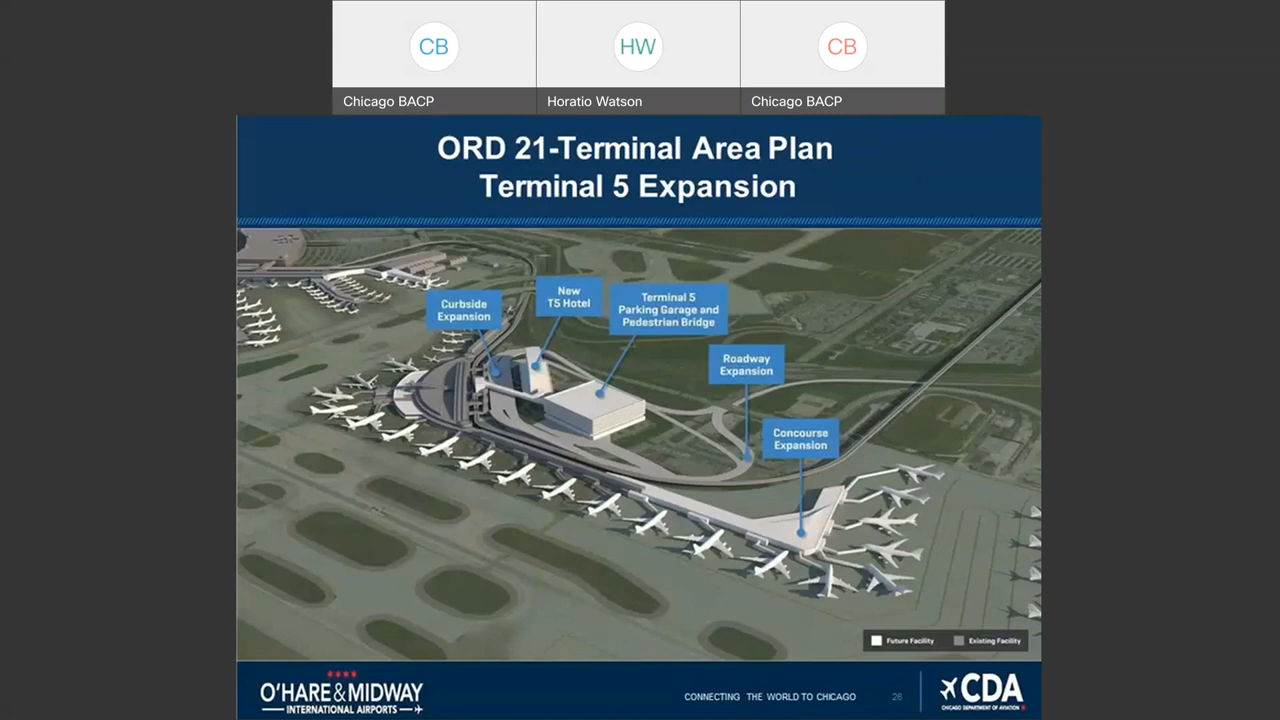 CB
HW
CB
Chicago BACP
Horatio Watson
Chicago BACP
ORD 21-Terminal Area Plan
Terminal 5 Expansion
Curbside
Expansion
New
T5 Hotel
Terminal 5
Parking Garage and
Pedestrian Bridge
Roadway
Expansion
Concourse
Expansion
Future Facility
Existing Facility
O'HARE & MIDWAY
INTERNATIONAL AIRPORTS
CONNECTING THE WORLD TO CHICAGO
26
CDA
CHICAGO DEPARTMENT OF AVIATION